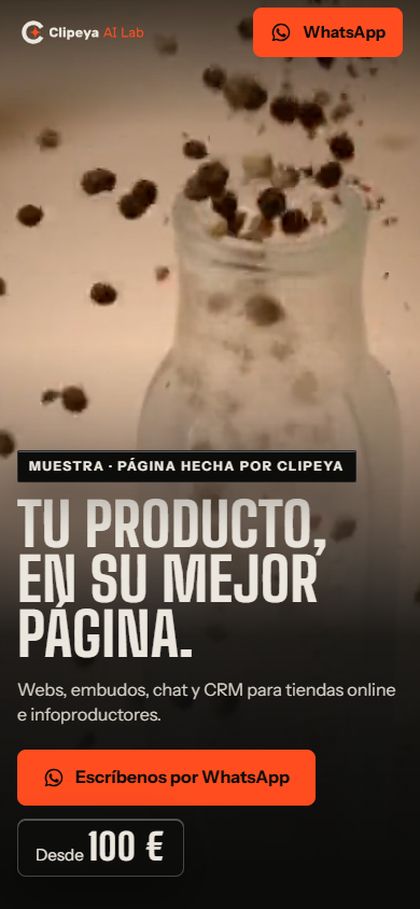 Clipeya AI Lab
WhatsApp
MUESTRA · PÁGINA HECHA POR CLIPEYA
TU PRODUCTO,
EN SU MEJOR
PÁGINA.
Webs, embudos, chat y CRM para tiendas online
e infoproductores.
Escríbenos por WhatsApp
Desde 100 €